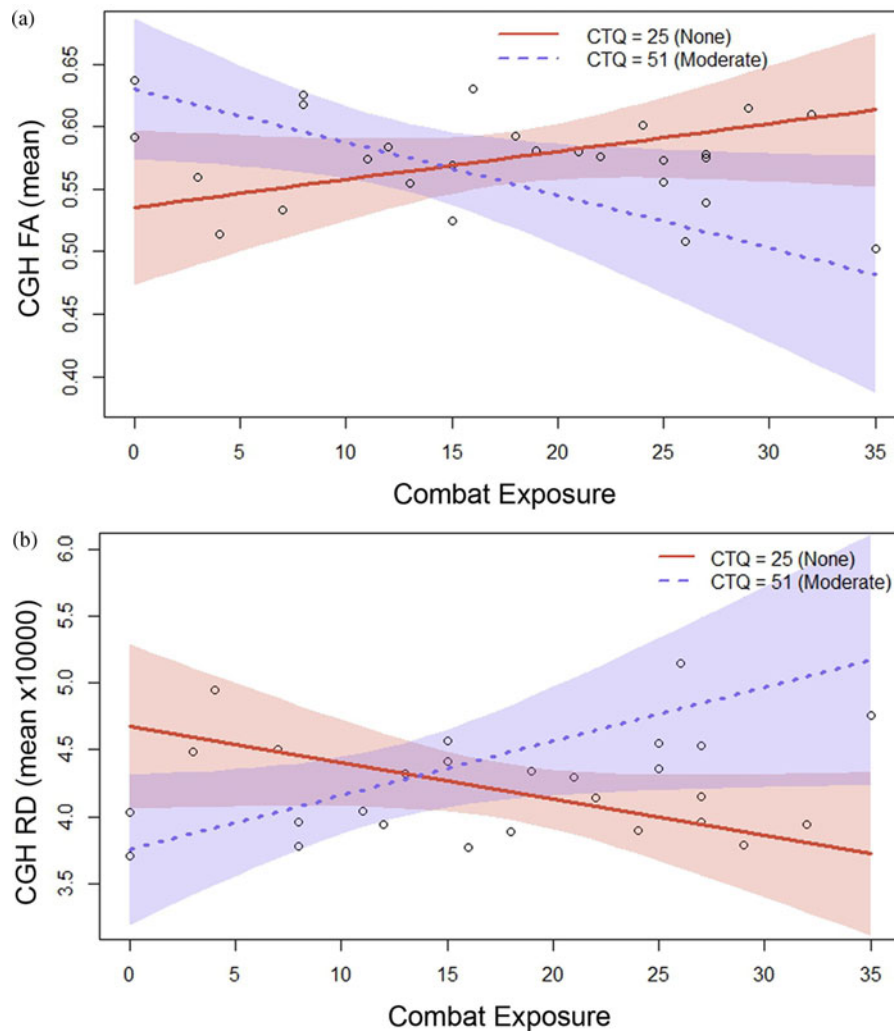 (a)
CTQ = 25 (None)
CTQ = 51 (Moderate)
CGH FA (mean)
0.65
0.60
0.55
0.50
0.45
0.40
0 5 10 15 20 25 30 35
Combat Exposure
(b)
CTQ = 25 (None)
CTQ = 51 (Moderate)
CGH RD (mean x10000)
6.0
5.5
5.0
4.5
4.0
3.5
0 5 10 15 20 25 30 35
Combat Exposure